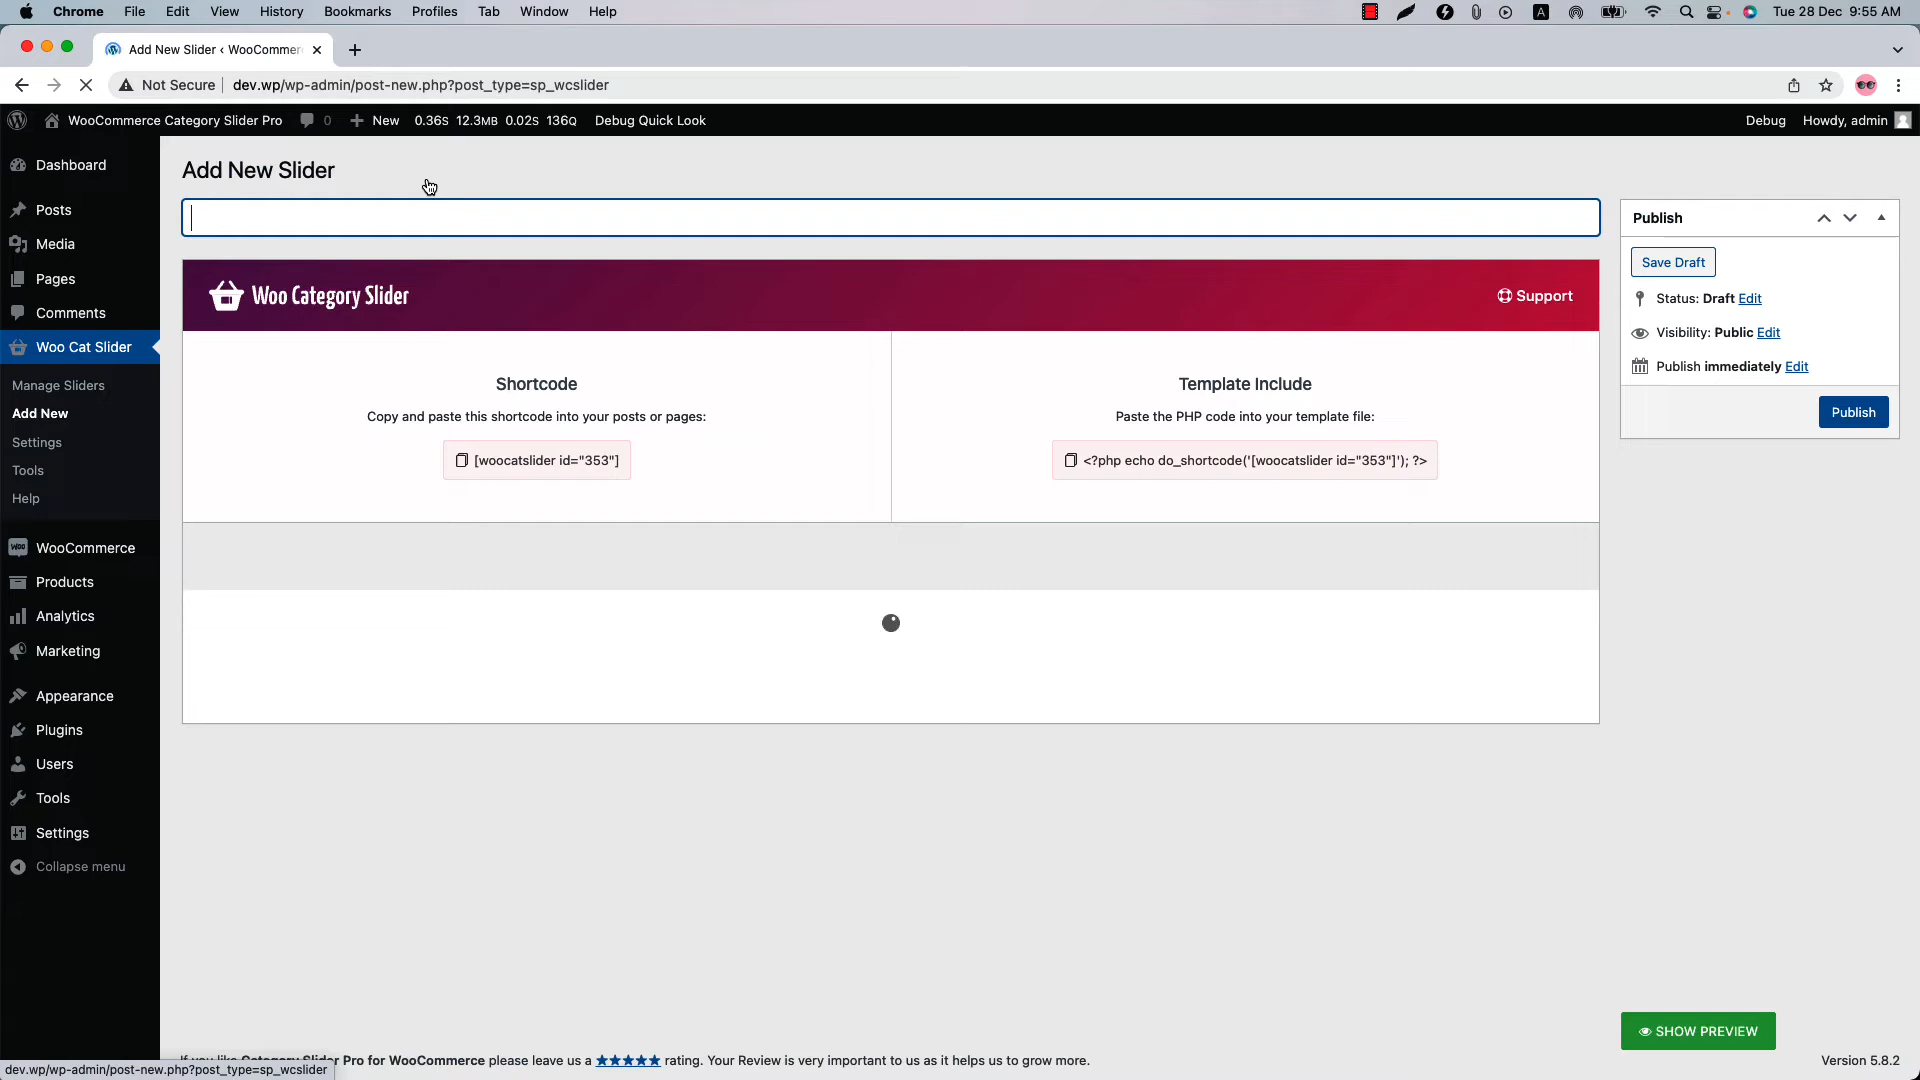 Chrome File Edit View History Bookmarks Profiles Tab Window Help
A
Tue 28 Dec 9:55 AM
Add New Slider ‹ WooCommer
Not Secure dev.wp/wp-admin/post-new.php?post_type=sp_wcslider
WooCommerce Category Slider Pro 0 New 0.36S 12.3MB 0.02S 136Q Debug Quick Look
Debug Howdy, admin
Dashboard
Posts
Media
Pages
Comments
Woo Cat Slider
Manage Sliders
Add New
Settings
Tools
Help
WooCommerce
Products
Analytics
Marketing
Appearance
Plugins
Users
Tools
Settings
Collapse menu
Add New Slider
Woo Category Slider
Support
Shortcode
Copy and paste this shortcode into your posts or pages:
[woocatslider id="353"]
Template Include
Paste the PHP code into your template file:
<?php echo do_shortcode('[woocatslider id="353"]'); ?>
Publish
Save Draft
Status: Draft Edit
Visibility: Public Edit
Publish immediately Edit
Publish
SHOW PREVIEW
If you like Category Slider Pro for WooCommerce please leave us a ★★★★★ rating. Your Review is very important to us as it helps us to grow more.
Version 5.8.2
dev.wp/wp-admin/post-new.php?post_type=sp_wcslider